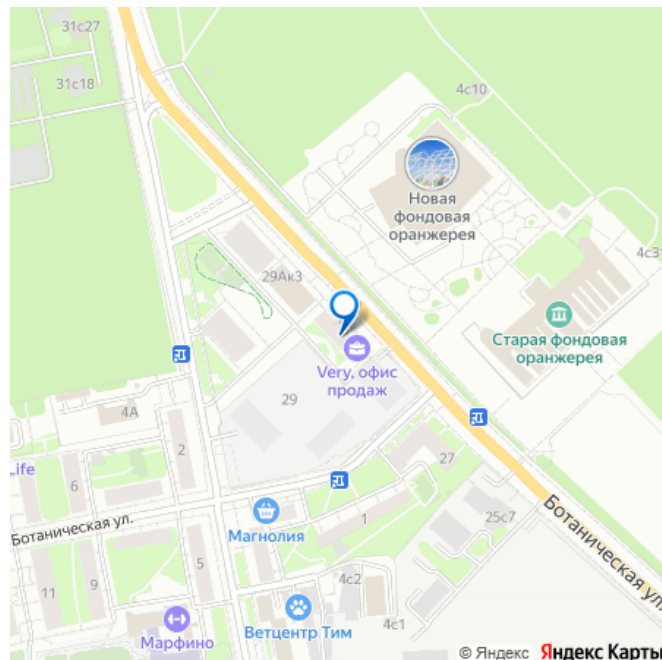 31с27
31с18
4с10
Новая
фондовая
оранжерея
4с31
29Ак3
Старая фондовая
оранжерея
Very, офис
продаж
29
4А
2
27
Life
6
Ботаническая ул.
Магнолия
1
25с7
Ботаническая ул.
11
9
5
4с2
Марфино
Ветцентр Тим
4с1
© Яндекс Яндекс Карты